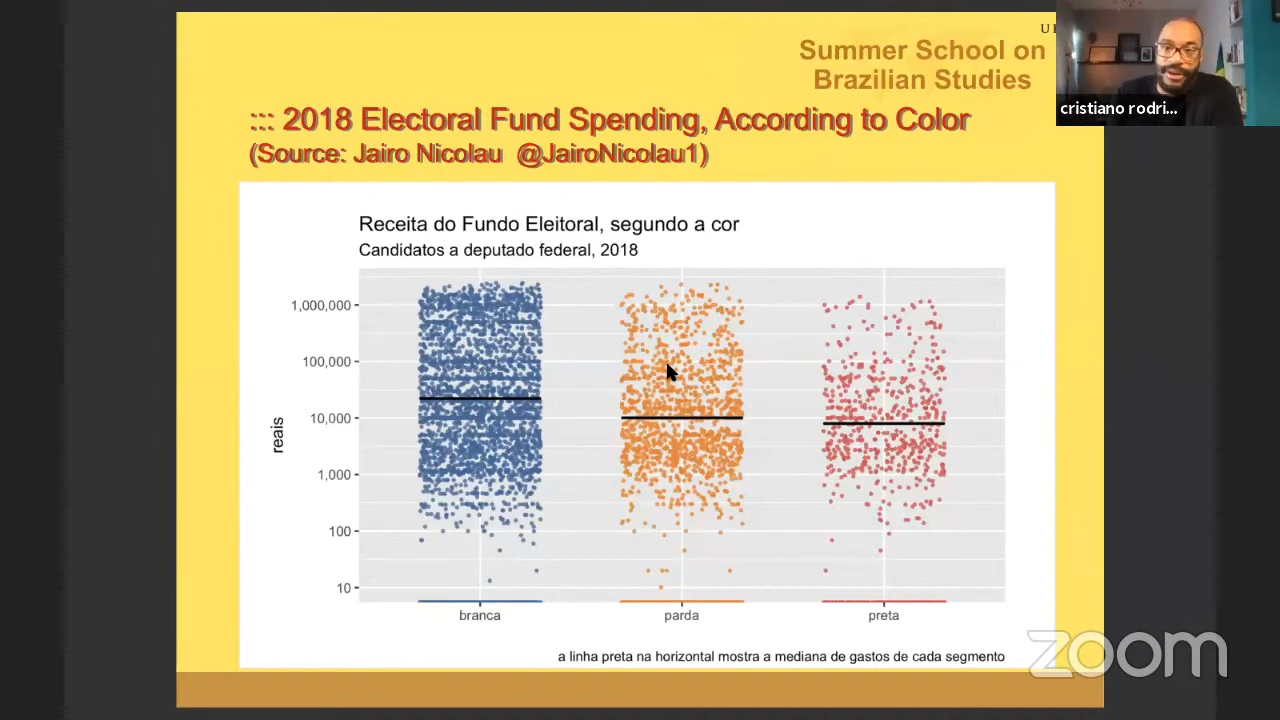 U
Summer School on
Brazilian Studies
cristiano rodri...
::: 2018 Electoral Fund Spending, According to Color
(Source: Jairo Nicolau @JairoNicolau1)
Receita do Fundo Eleitoral, segundo a cor
Candidatos a deputado federal, 2018
1,000,000
100,000
10,000
1,000
100
10
reais
branca
parda
preta
a linha preta na horizontal mostra a mediana de gastos de cada segmento
zoom